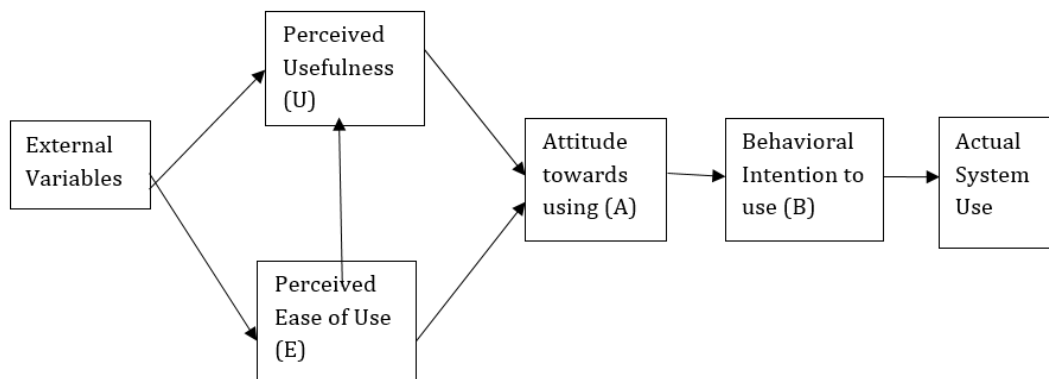 External
Variables
Perceived
Usefulness
(U)
Perceived
Ease of Use
(E)
Attitude
towards
using (A)
Behavioral
Intention to
use (B)
Actual
System
Use